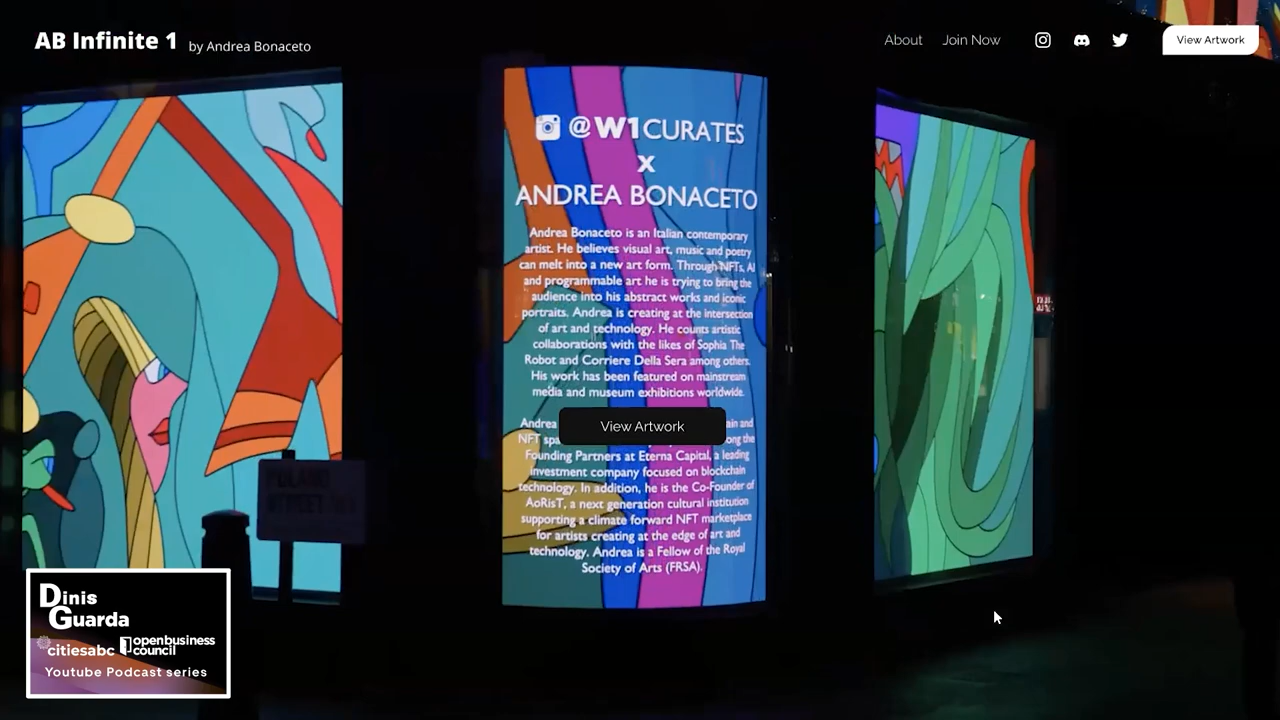 AB Infinite 1 by Andrea Bonaceto
About Join Now View Artwork
@W1CURATES
x
ANDREA BONACETO
Andrea Bonaceto is an Italian contemporary
artist. He believes visual art, music and poetry
can melt into a new art form. Through NFTs, AI
and programmable art he is trying to bring the
audience into his abstract works and iconic
portraits. Andrea is creating at the intersection
of art and technology. He counts artistic
collaborations with the likes of Sophia The
Robot and Corriere Della Sera among others.
His work has been featured on mainstream
media and museum exhibitions worldwide.
Andrea
View Artwork
NFT
the
Founding Partners at Eterna Capital, a leading
investment company focused on blockchain
technology. In addition, he is the Co-Founder of
AoRisT, a next generation cultural institution
supporting a climate forward NFT marketplace
for artists creating at the edge of art and
technology. Andrea is a Fellow of the Royal
Society of Arts (FRSA).
POLAND
STREET
Dinis
Guarda
citiesabc openbusiness
council
Youtube Podcast series